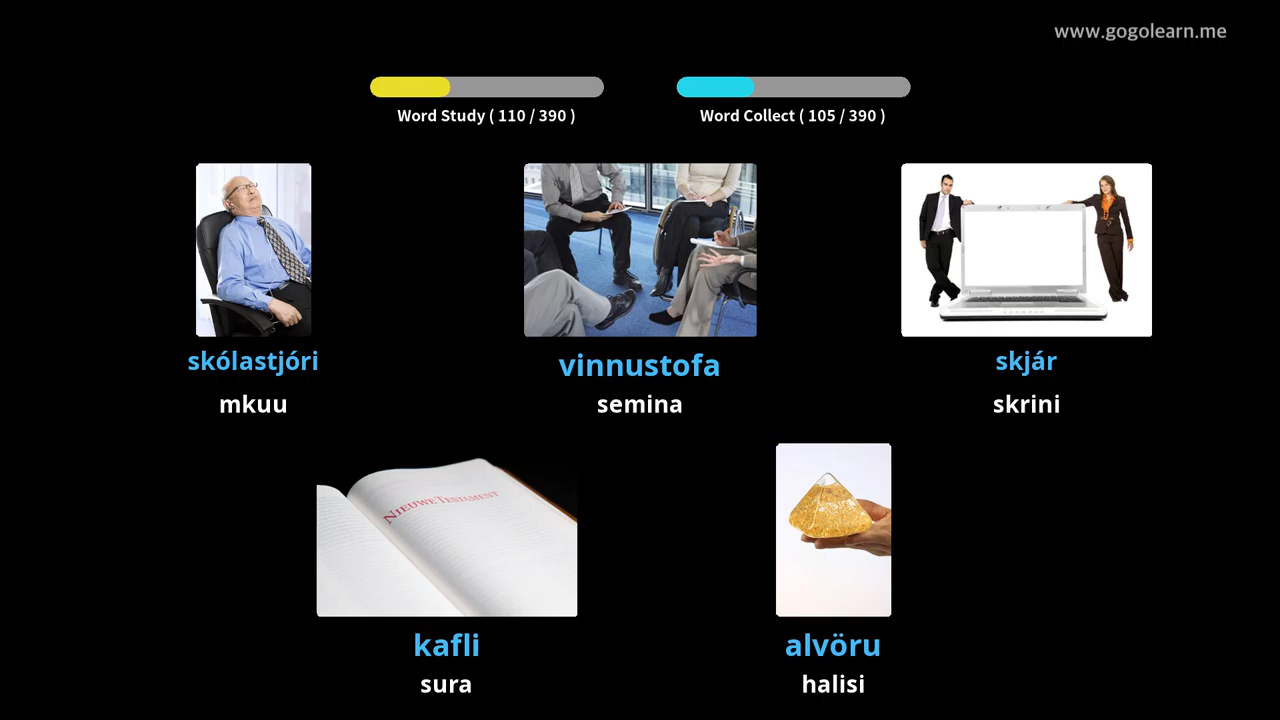 www.gogolearn.me
Word Study ( 110 / 390 )
Word Collect ( 105 / 390 )
skólastjóri
mkuu
vinnustofa
semina
skjár
skrini
NIEUWE TESTAMENT
kafli
sura
alvöru
halisi